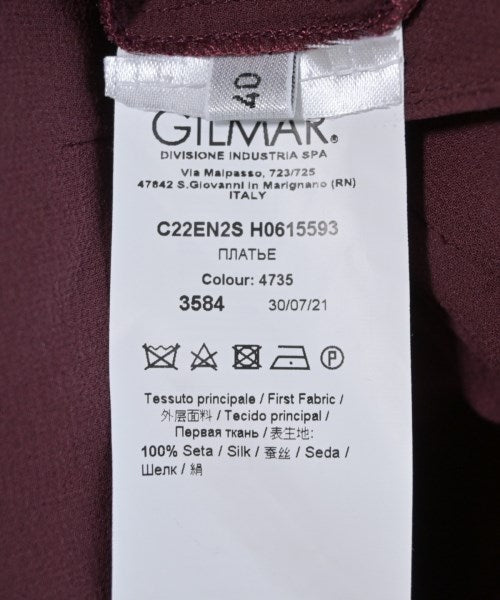 40
GILMAR®
DIVISIONE INDUSTRIA SPA
Via Malpasso, 723/725
47842 S.Giovanni in Marignano (RN)
ITALY
C22EN2S H0615593
ПЛАТЬЕ
Colour: 4735
3584 30/07/21
P
Tessuto principale / First Fabric /
外层面料 / Tecido principal /
Первая ткань / 表生地:
100% Seta / Silk / 蚕丝 / Seda /
Шелк / 絹